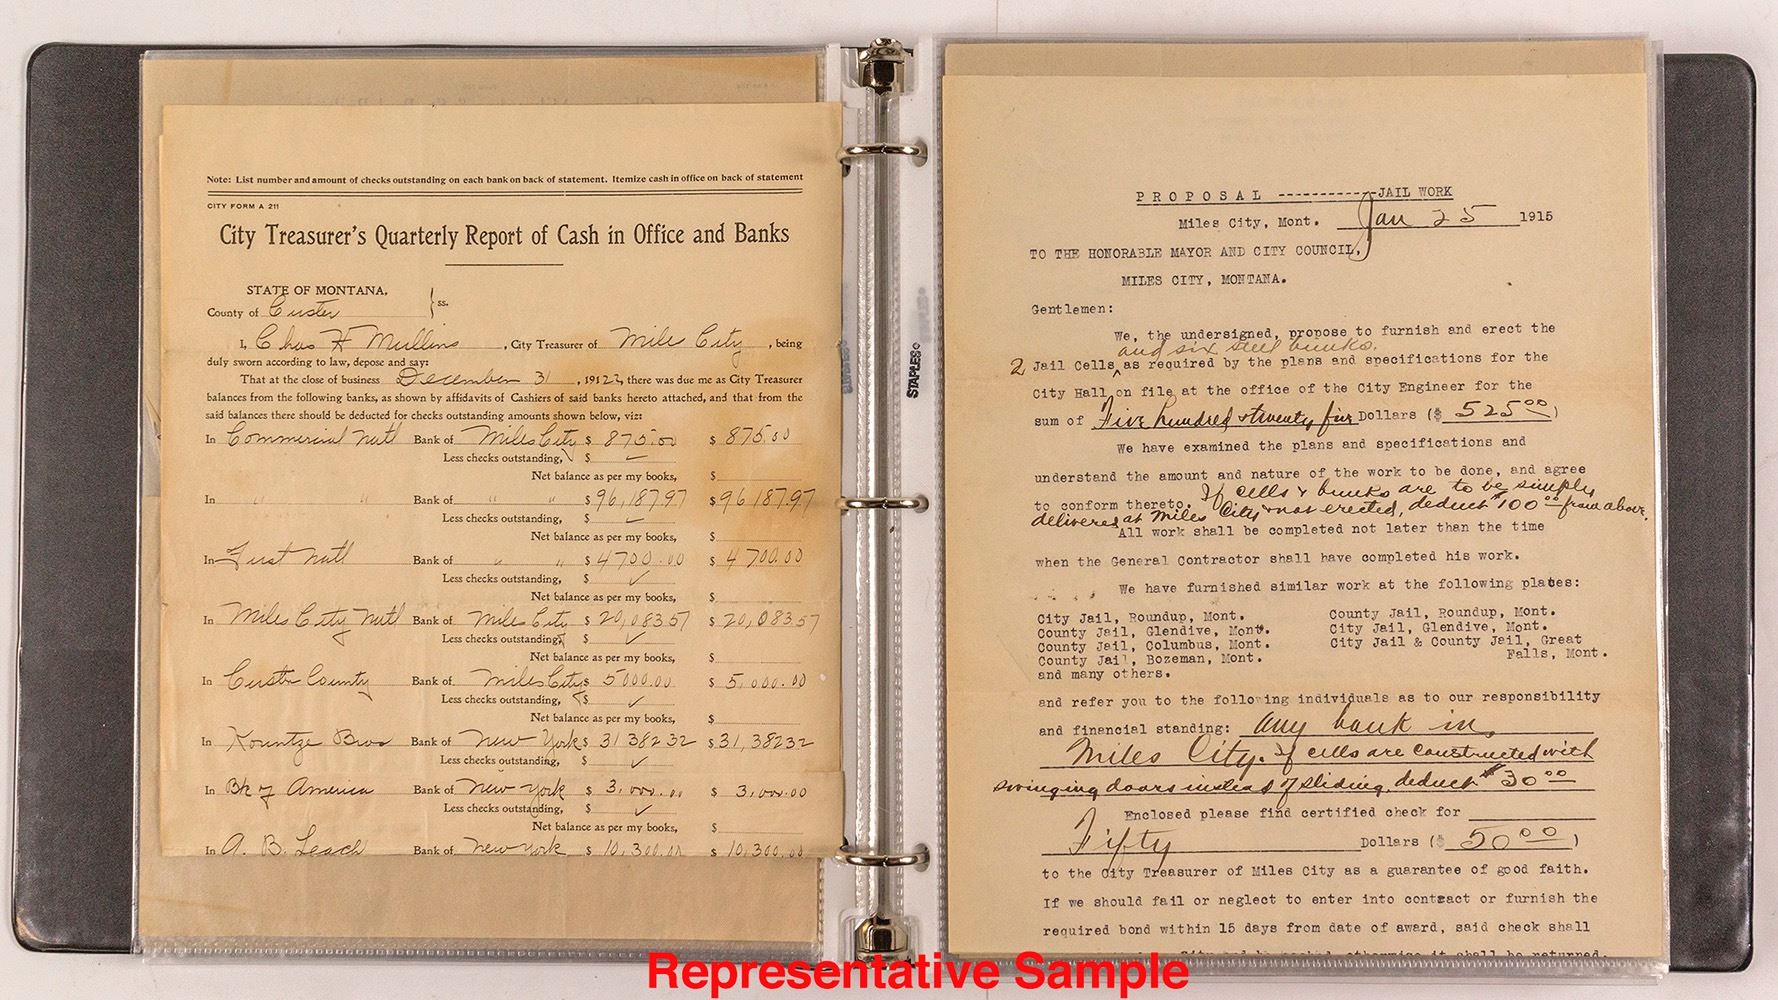 Note: List number and amount of checks outstanding on each bank on back of statement. Itemize cash in office on back of statement
CITY FORM A 211
City Treasurer's Quarterly Report of Cash in Office and Banks
STATE OF MONTANA,
County of Custer } ss.
I, Chas F Mullins, City Treasurer of Miles City, being
duly sworn according to law, depose and say:
That at the close of business December 31, 19122, there was due me as City Treasurer
balances from the following banks, as shown by affidavits of Cashiers of said banks hereto attached, and that from the
said balances there should be deducted for checks outstanding amounts shown below, viz:
In Commercial Natl Bank of Miles City $ 875.00 $ 875.00
Less checks outstanding, $
Net balance as per my books, $
In " " Bank of " " $ 96,187.97 $ 96187.97
Less checks outstanding, $
Net balance as per my books, $
In First Natl Bank of " " $ 4700.00 $ 4700.00
Less checks outstanding, $ ✓
Net balance as per my books, $
In Miles City Natl Bank of Miles City $ 20,083.57 $ 20,083.57
Less checks outstanding, $ ✓
Net balance as per my books, $
In Custer County Bank of Miles City $ 5000.00 $ 5,000.00
Less checks outstanding, $ ✓
Net balance as per my books, $
In Kountze Bros Bank of New York $ 31 382 32 $ 31,38232
Less checks outstanding, $ ✓
Net balance as per my books, $
In Bk of America Bank of New York $ 3,000.00 $ 3,000.00
Less checks outstanding, $ ✓
Net balance as per my books, $
In A. B. Leach Bank of New York $ 10,300.00 $ 10,300.00
STAPLES
STAPLES
PROPOSAL ------------JAIL WORK
Miles City, Mont. Jan 25 1915
TO THE HONORABLE MAYOR AND CITY COUNCIL,
MILES CITY, MONTANA.
Gentlemen:
We, the undersigned, propose to furnish and erect the
and six steel bunks.
2 Jail Cells ^ as required by the plans and specifications for the
City Hall on file at the office of the City Engineer for the
sum of Five hundred & twenty five Dollars ($ 525.00)
We have examined the plans and specifications and
understand the amount and nature of the work to be done, and agree
to conform thereto. If cells & bunks are to be simply
delivered at Miles City & not erected, deduct $100.00 from above.
All work shall be completed not later than the time
when the General Contractor shall have completed his work.
We have furnished similar work at the following places:
City Jail, Roundup, Mont. County Jail, Roundup, Mont.
County Jail, Glendive, Mont. City Jail, Glendive, Mont.
County Jail, Columbus, Mont. City Jail & County Jail, Great
County Jail, Bozeman, Mont. Falls, Mont.
and many others.
and refer you to the following individuals as to our responsibility
and financial standing: any bank in
Miles City. If cells are constructed with
swinging doors instead of sliding, deduct $30.00
Enclosed please find certified check for
Fifty Dollars ($ 50.00)
to the City Treasurer of Miles City as a guarantee of good faith.
If we should fail or neglect to enter into contract or furnish the
required bond within 15 days from date of award, said check shall
otherwise it shall be returned.
Representative Sample